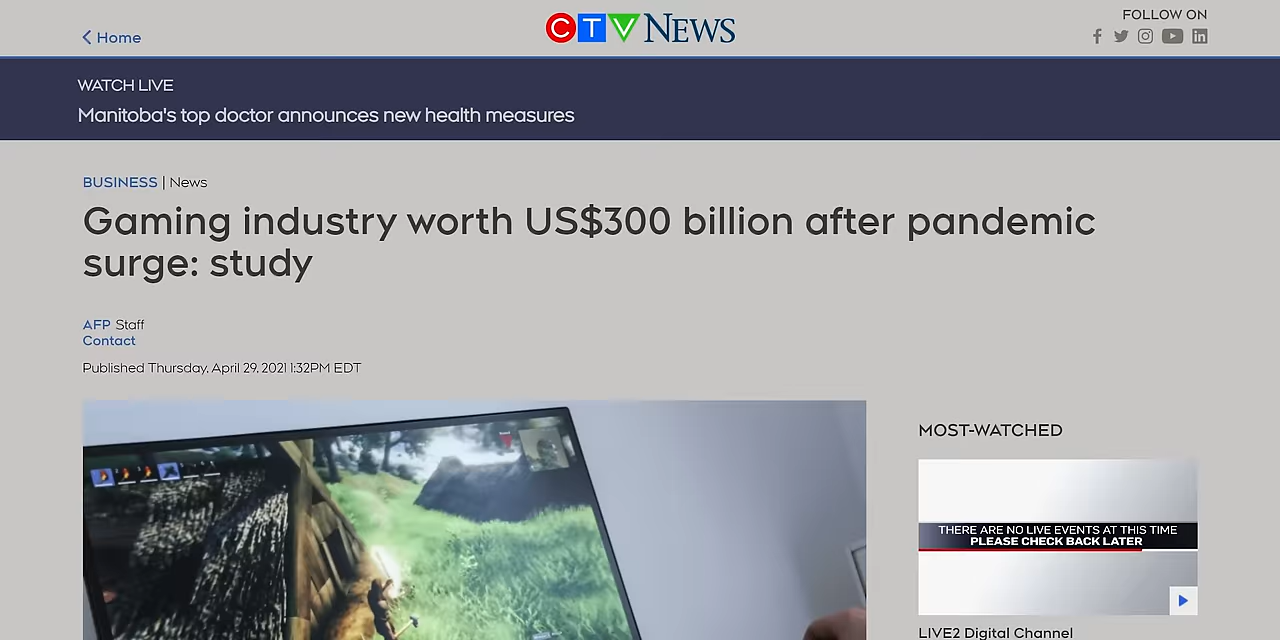 Home
CTV NEWS
FOLLOW ON
WATCH LIVE
Manitoba's top doctor announces new health measures
BUSINESS | News
Gaming industry worth US$300 billion after pandemic
surge: study
AFP Staff
Contact
Published Thursday, April 29, 2021 1:32PM EDT
MOST-WATCHED
THERE ARE NO LIVE EVENTS AT THIS TIME
PLEASE CHECK BACK LATER
LIVE2 Digital Channel